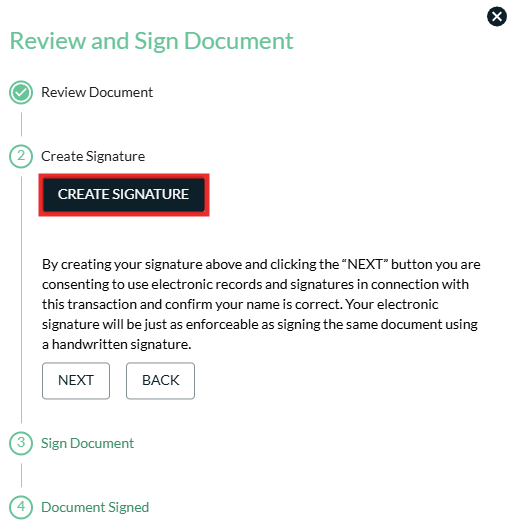 Review and Sign Document
Review Document
2 Create Signature
CREATE SIGNATURE
By creating your signature above and clicking the “NEXT” button you are
consenting to use electronic records and signatures in connection with
this transaction and confirm your name is correct. Your electronic
signature will be just as enforceable as signing the same document using
a handwritten signature.
NEXT BACK
3 Sign Document
4 Document Signed